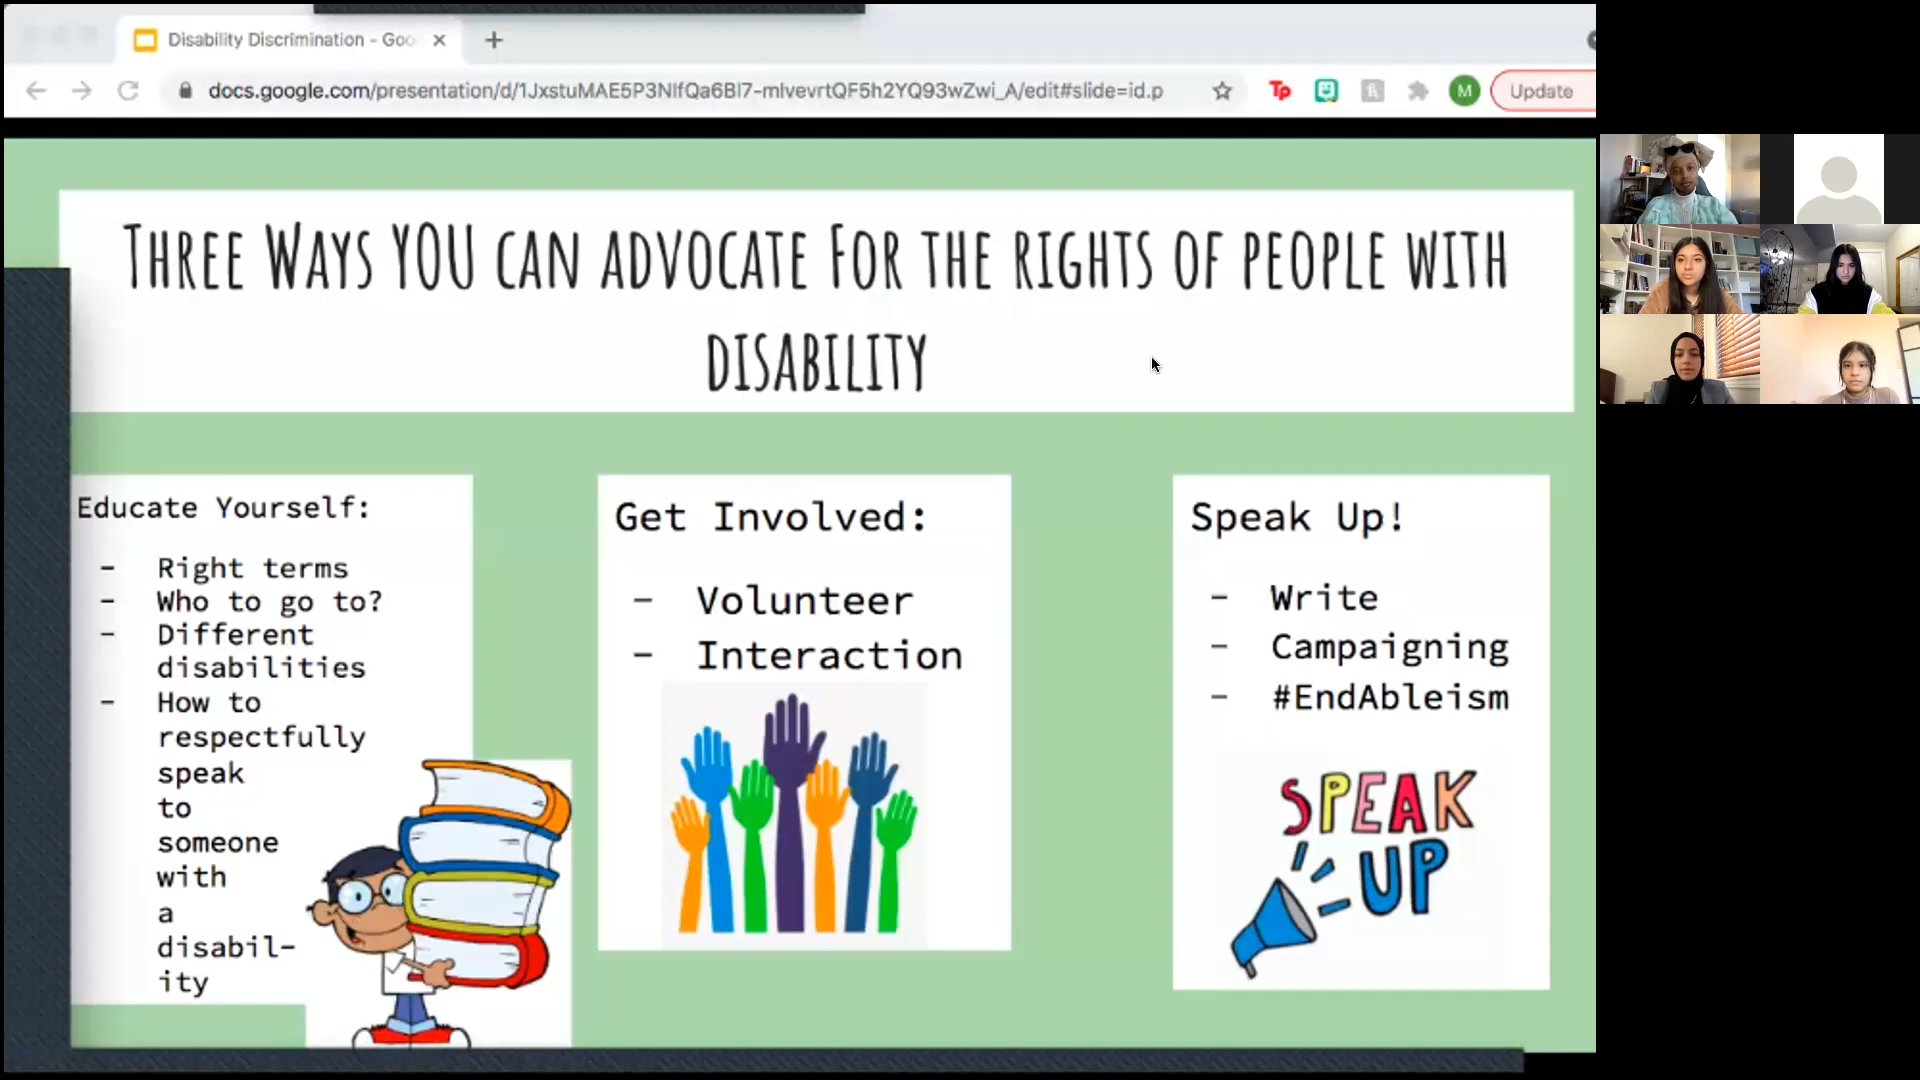 Disability Discrimination - Goo
docs.google.com/presentation/d/1JxstuMAE5P3NIfQa6BI7-mlvevrtQF5h2YQ93wZwi_A/edit#slide=id.p
Tp
M
Update
THREE WAYS YOU CAN ADVOCATE FOR THE RIGHTS OF PEOPLE WITH
DISABILITY
Educate Yourself:
- Right terms
- Who to go to?
- Different
disabilities
- How to
respectfully
speak
to
someone
with
a
disabil-
ity
Get Involved:
- Volunteer
- Interaction
Speak Up!
- Write
- Campaigning
- #EndAbleism
SPEAK
UP